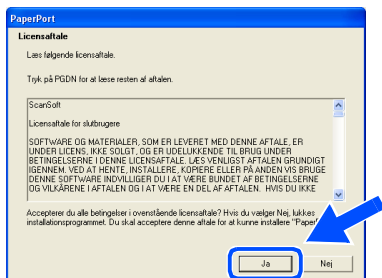 PaperPort
Licensaftale
Læs følgende licensaftale.
Tryk på PGDN for at læse resten af aftalen.
ScanSoft
Licensaftale for slutbrugere
SOFTWARE OG MATERIALER, SOM ER LEVERET MED DENNE AFTALE, ER
UNDER LICENS, IKKE SOLGT, OG ER UDELUKKENDE TIL BRUG UNDER
BETINGELSERNE I DENNE LICENSAFTALE. LÆS VENLIGST AFTALEN GRUNDIGT
IGENNEM. VED AT HENTE, INSTALLERE, KOPIERE ELLER PÅ ANDEN VIS BRUGE
DENNE SOFTWARE INDVILLIGER DU I AT VÆRE BUNDET AF BETINGELSERNE
OG VILKÅRENE I AFTALEN OG I AT VÆRE EN DEL AF AFTALEN. HVIS DU IKKE
Accepterer du alle betingelser i ovenstående licensaftale? Hvis du vælger Nej, lukkes
installationsprogrammet. Du skal acceptere denne aftale for at kunne installere "Paper
Ja
Nej